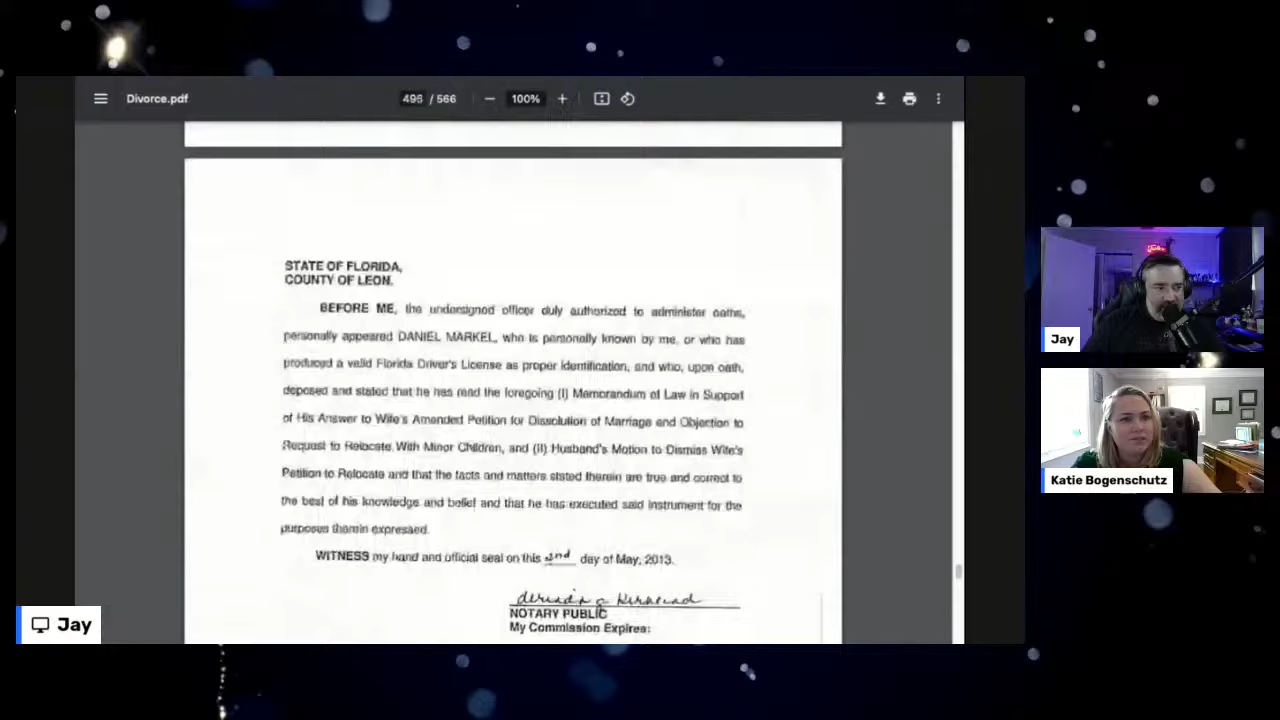 Divorce.pdf
496 / 566
100%
STATE OF FLORIDA,
COUNTY OF LEON.
BEFORE ME, the undersigned officer duly authorized to administer oaths,
personally appeared DANIEL MARKEL, who is personally known by me, or who has
produced a valid Florida Driver's License as proper identification, and who, upon oath,
deposed and stated that he has read the foregoing (I) Memorandum of Law in Support
of His Answer to Wife's Amended Petition for Dissolution of Marriage and Objection to
Request to Relocate With Minor Children, and (II) Husband's Motion to Dismiss Wife's
Petition to Relocate and that the facts and matters stated therein are true and correct to
the best of his knowledge and belief and that he has executed said instrument for the
purposes therein expressed.
WITNESS my hand and official seal on this 2nd day of May, 2013.
NOTARY PUBLIC
My Commission Expires:
Jay
Katie Bogenschutz
Jay